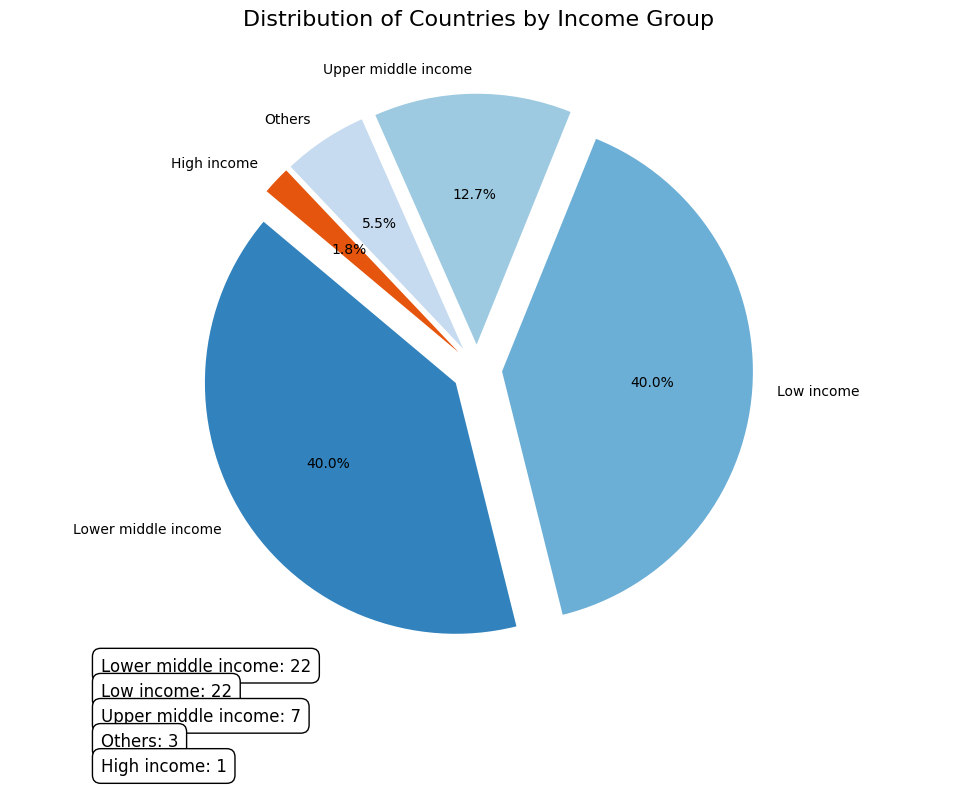 Distribution of Countries by Income Group
Upper middle income
Others
High income
12.7%
5.5%
1.8%
40.0%
Low income
40.0%
Lower middle income
Lower middle income: 22
Low income: 22
Upper middle income: 7
Others: 3
High income: 1